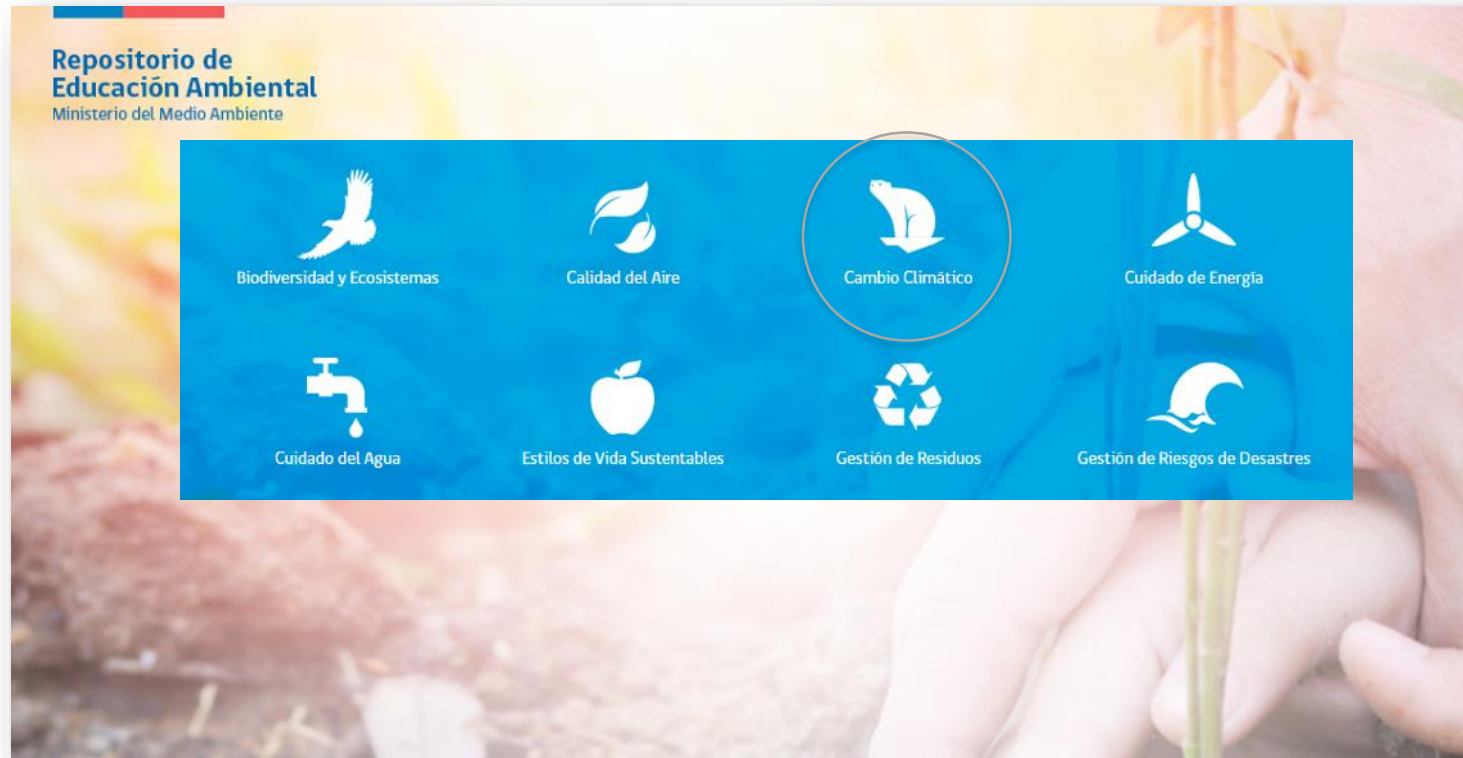 Repositorio de
Educación Ambiental
Ministerio del Medio Ambiente
Biodiversidad y Ecosistemas
Calidad del Aire
Cambio Climático
Cuidado de Energía
Cuidado del Agua
Estilos de Vida Sustentables
Gestión de Residuos
Gestión de Riesgos de Desastres